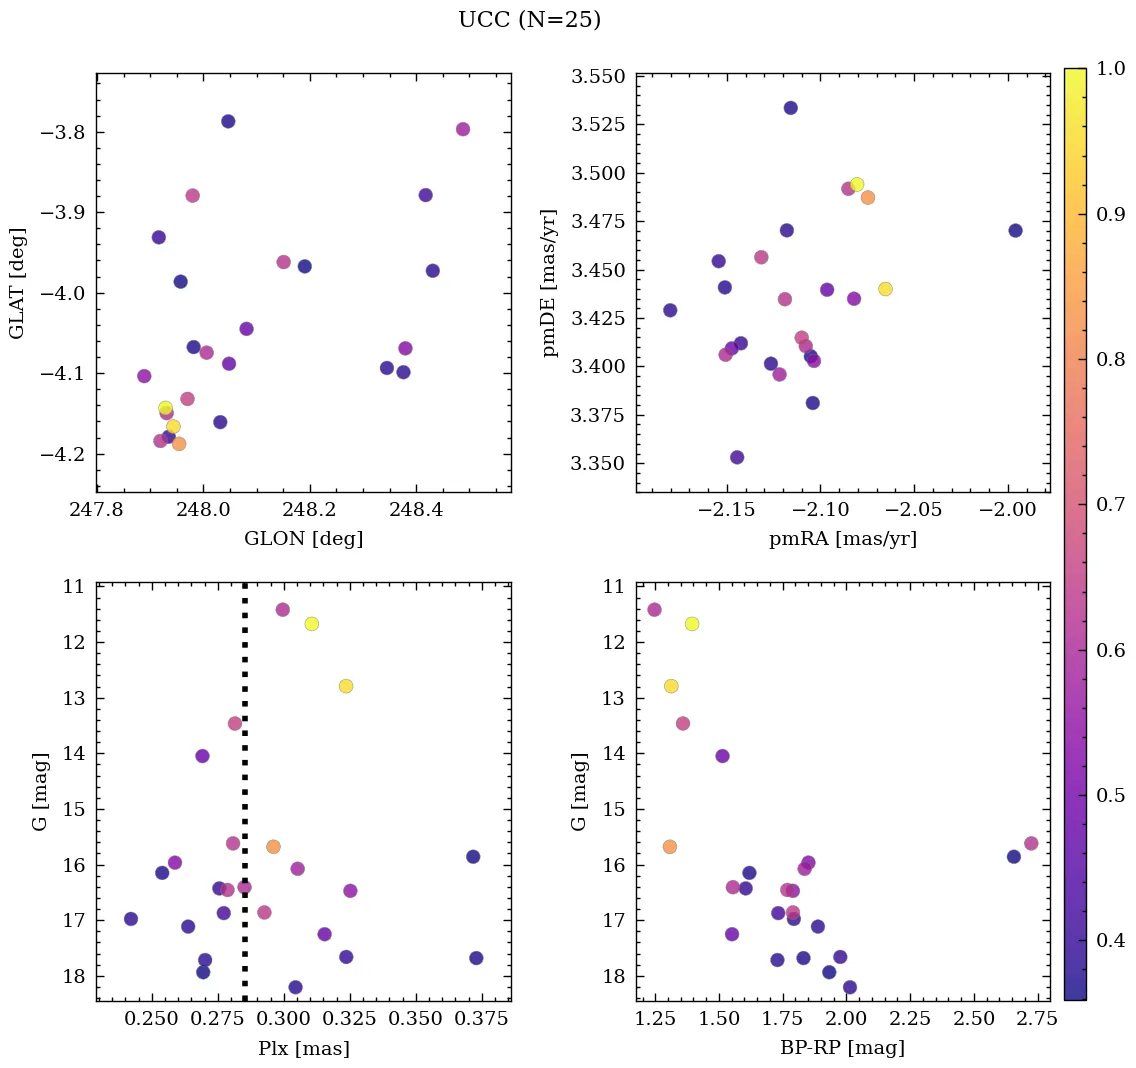 UCC (N=25)
−3.8
−3.9
−4.0
−4.1
−4.2
GLAT [deg]
247.8 248.0 248.2 248.4
GLON [deg]
3.550
3.525
3.500
3.475
3.450
3.425
3.400
3.375
3.350
pmDE [mas/yr]
−2.15 −2.10 −2.05 −2.00
pmRA [mas/yr]
11
12
13
14
15
16
17
18
G [mag]
0.250 0.275 0.300 0.325 0.350 0.375
Plx [mas]
11
12
13
14
15
16
17
18
G [mag]
1.25 1.50 1.75 2.00 2.25 2.50 2.75
BP-RP [mag]
1.0
0.9
0.8
0.7
0.6
0.5
0.4